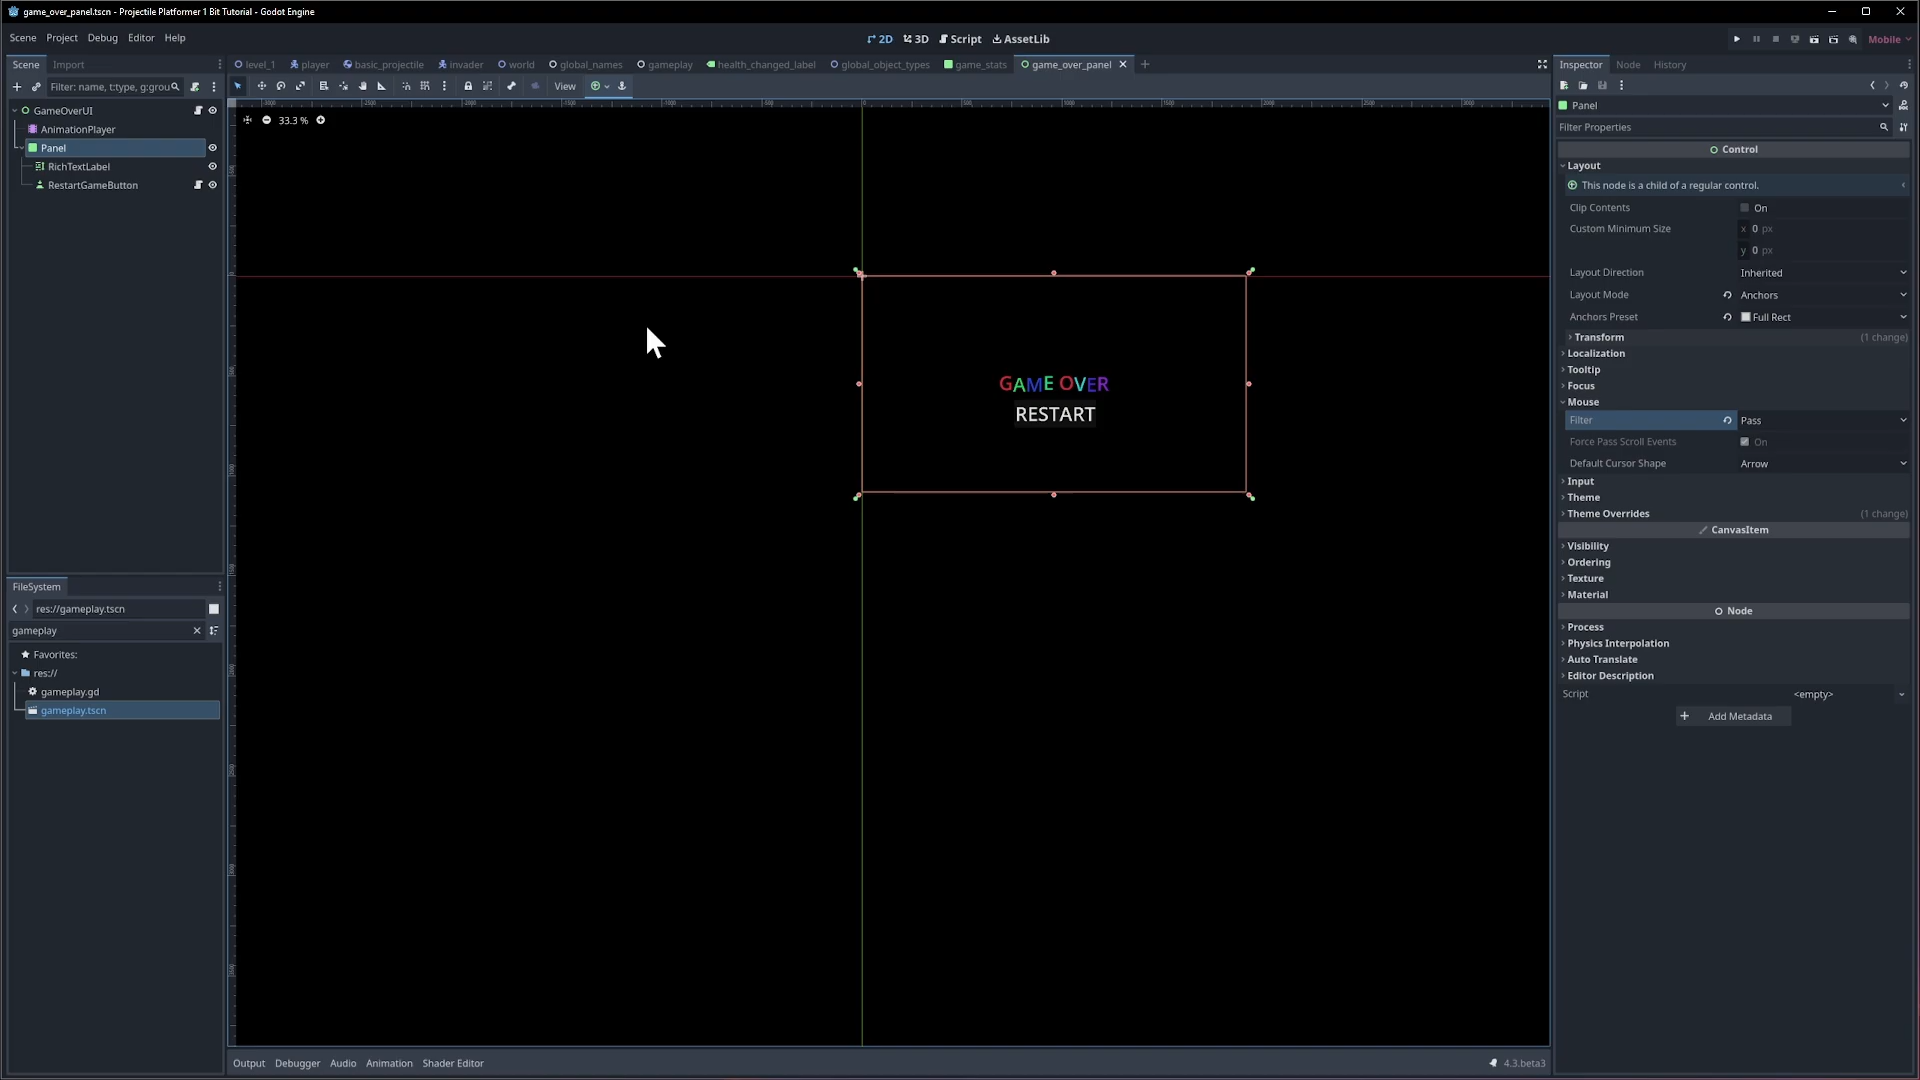 game_over_panel.tscn - Projectile Platformer 1 Bit Tutorial - Godot Engine
Scene Project Debug Editor Help
2D 3D Script AssetLib
Mobile
Scene Import
level_1 player basic_projectile invader world global_names gameplay health_changed_label global_object_types game_stats game_over_panel
Inspector Node History
Filter: name, t:type, g:grou
View
33.3 %
GameOverUI
AnimationPlayer
Panel
RichTextLabel
RestartGameButton
GAME OVER
RESTART
FileSystem
res://gameplay.tscn
gameplay
Favorites:
res://
gameplay.gd
gameplay.tscn
Output Debugger Audio Animation Shader Editor
4.3.beta3
Panel
Filter Properties
Control
Layout
This node is a child of a regular control.
Clip Contents On
Custom Minimum Size x 0 px
y 0 px
Layout Direction Inherited
Layout Mode Anchors
Anchors Preset Full Rect
Transform (1 change)
Localization
Tooltip
Focus
Mouse
Filter Pass
Force Pass Scroll Events On
Default Cursor Shape Arrow
Input
Theme
Theme Overrides (1 change)
CanvasItem
Visibility
Ordering
Texture
Material
Node
Process
Physics Interpolation
Auto Translate
Editor Description
Script <empty>
Add Metadata